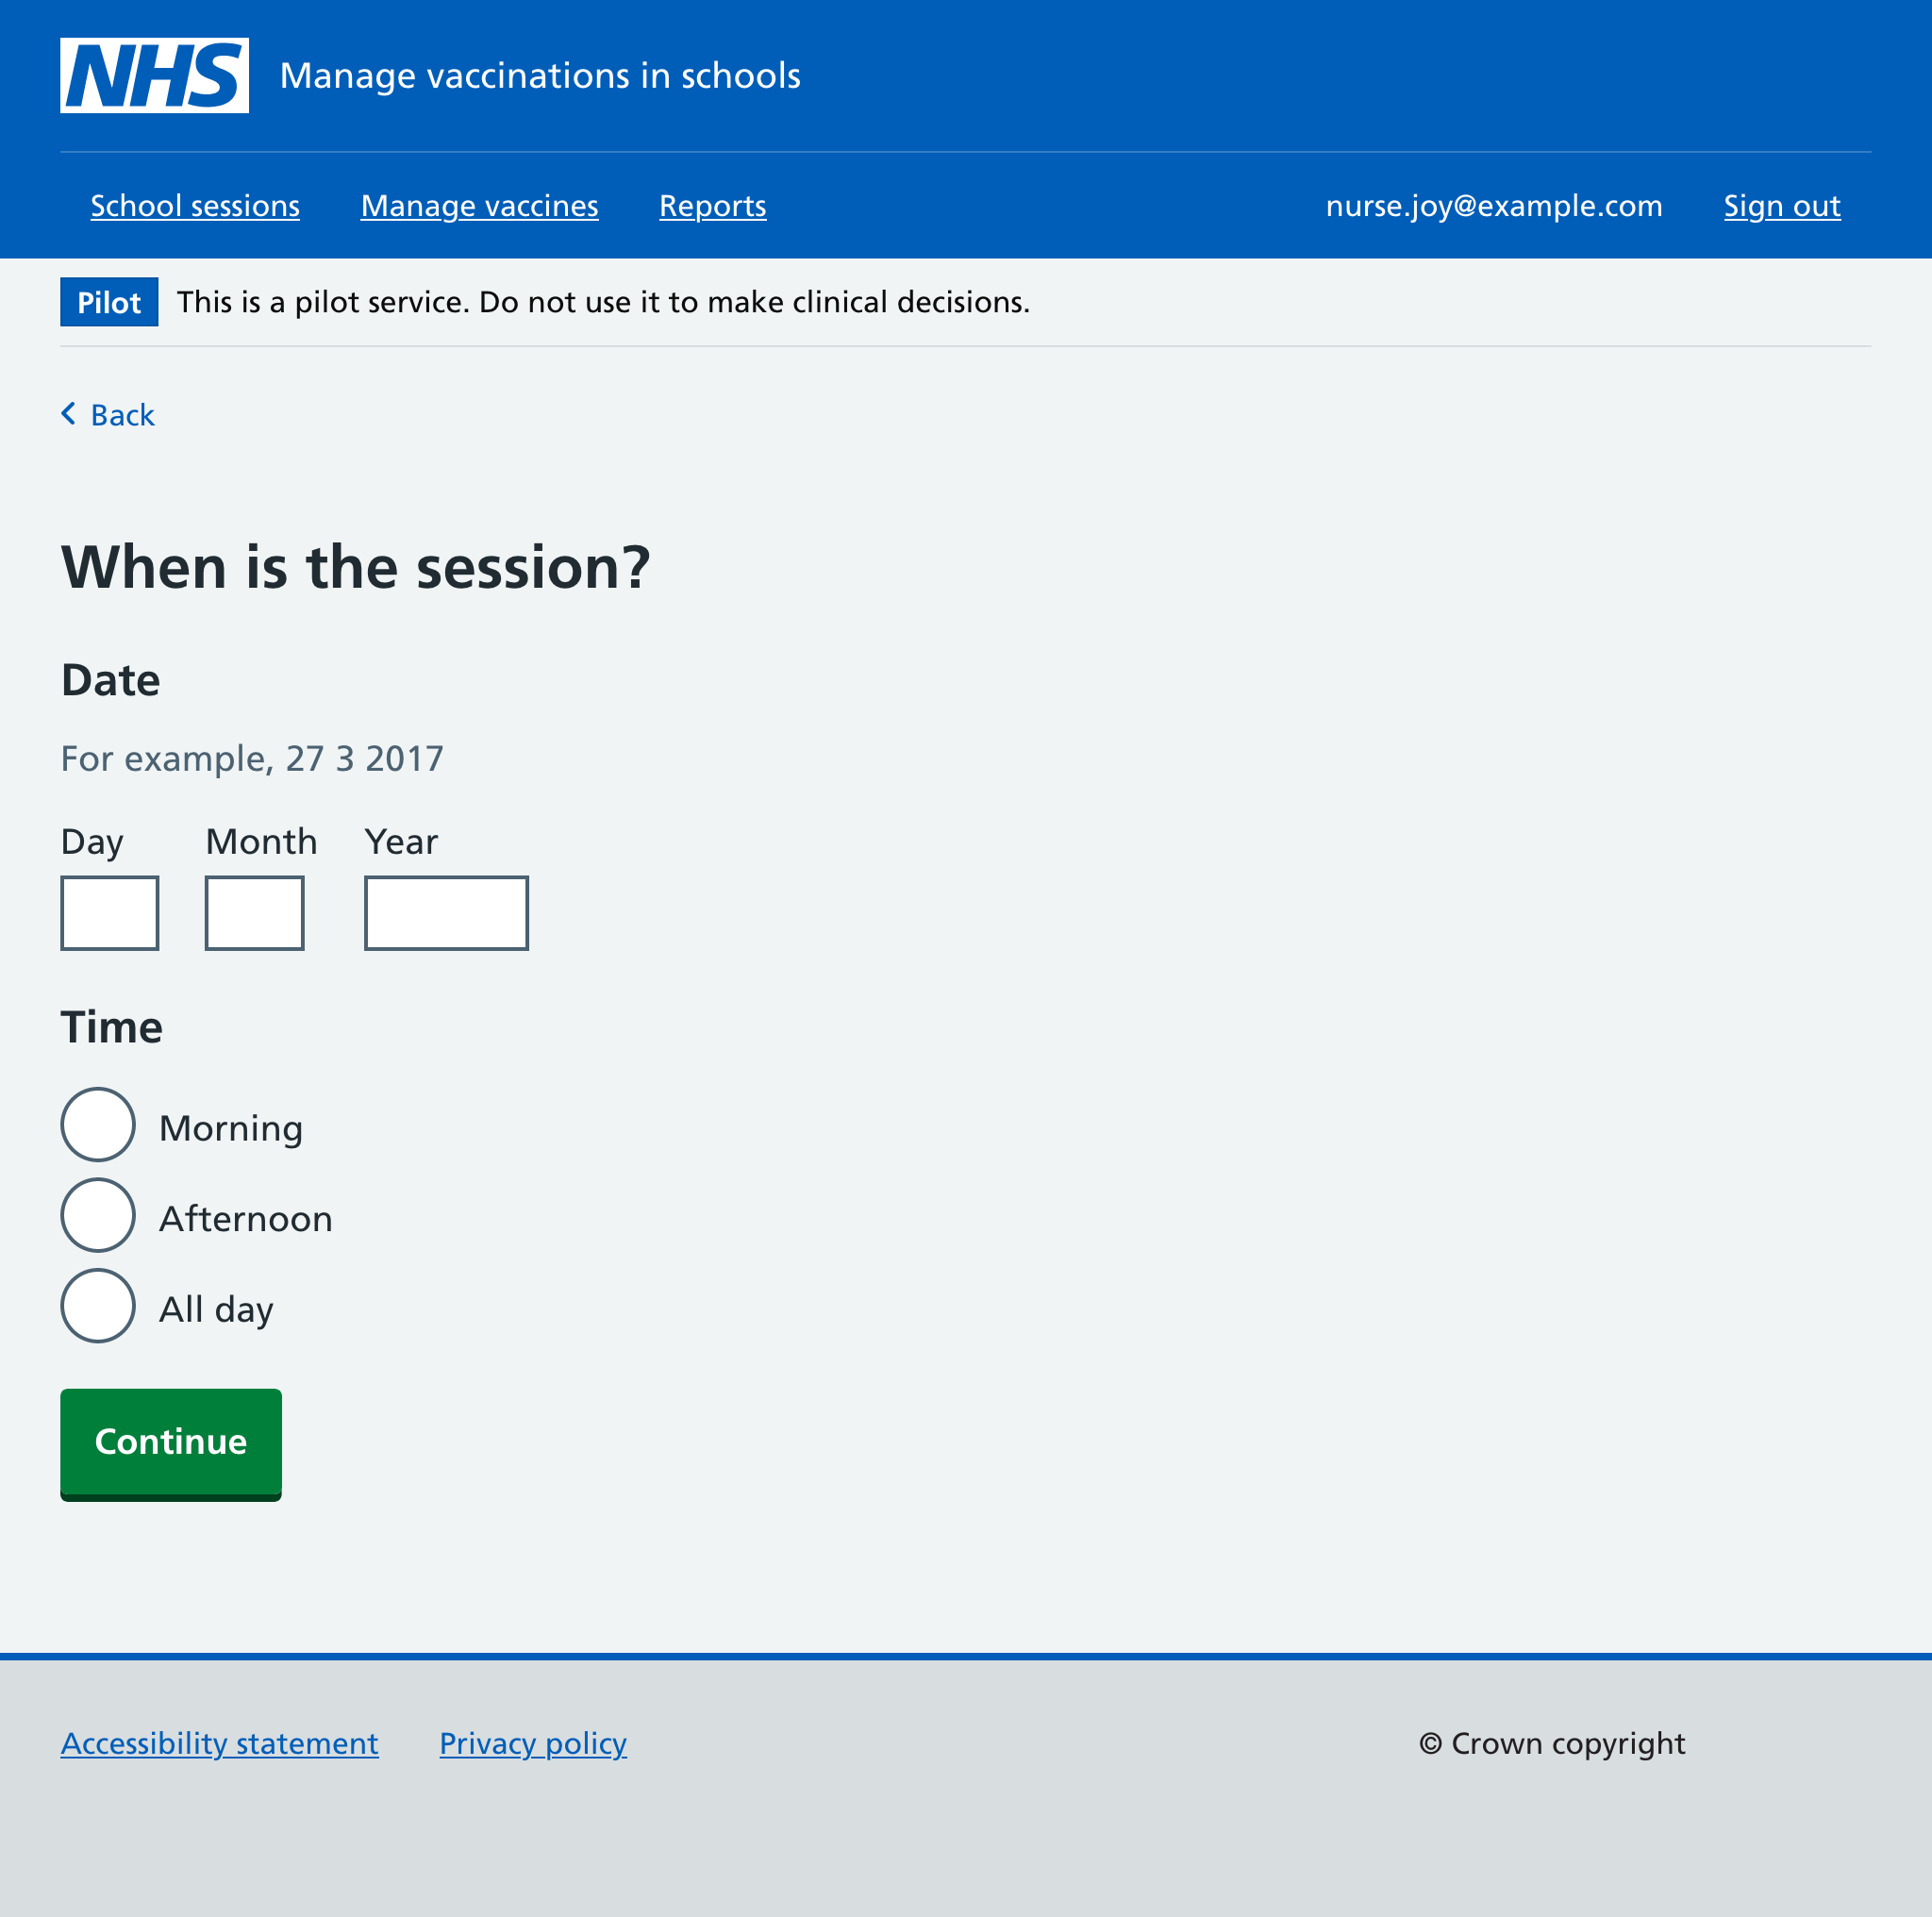 NHS Manage vaccinations in schools
School sessions Manage vaccines Reports nurse.joy@example.com Sign out
Pilot This is a pilot service. Do not use it to make clinical decisions.
Back
When is the session?
Date
For example, 27 3 2017
Day Month Year
Time
Morning
Afternoon
All day
Continue
Accessibility statement Privacy policy © Crown copyright